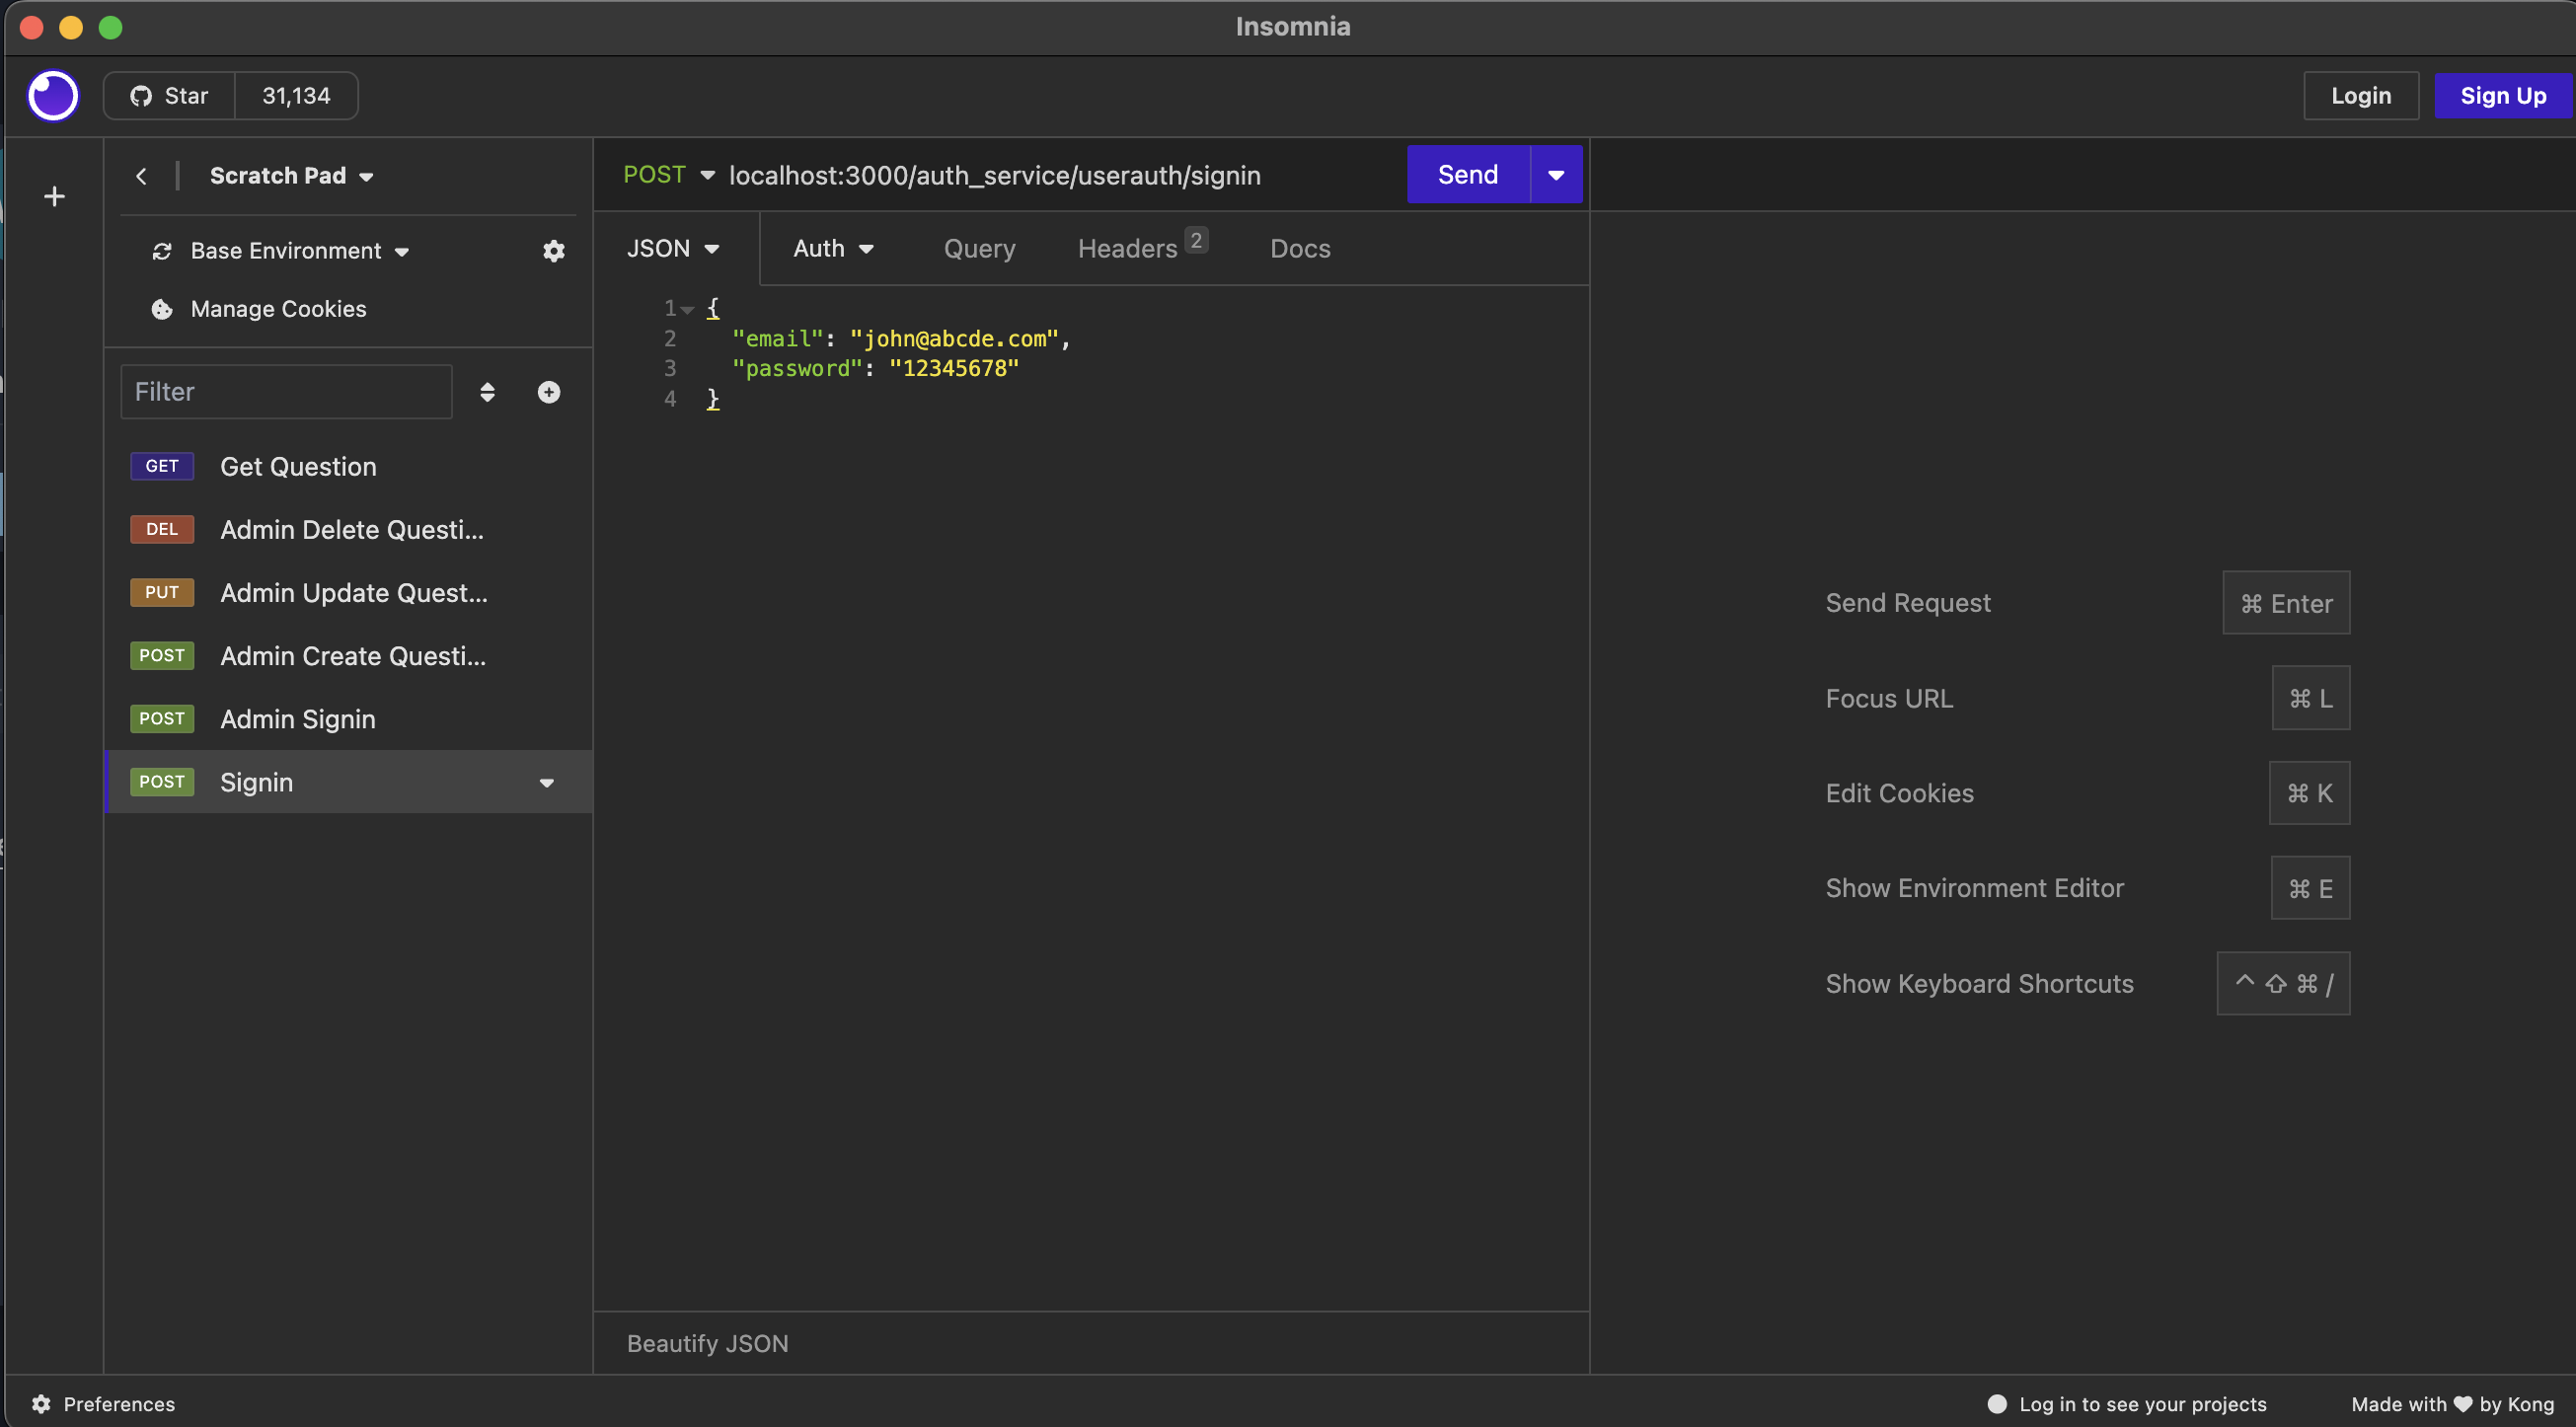 Insomnia
Star 31,134
Login Sign Up
Scratch Pad
Base Environment
Manage Cookies
Filter
GET Get Question
DEL Admin Delete Questi...
PUT Admin Update Quest...
POST Admin Create Questi...
POST Admin Signin
POST Signin
POST localhost:3000/auth_service/userauth/signin Send
JSON Auth Query Headers 2 Docs
1 {
2 "email": "john@abcde.com",
3 "password": "12345678"
4 }
Beautify JSON
Send Request ⌘ Enter
Focus URL ⌘ L
Edit Cookies ⌘ K
Show Environment Editor ⌘ E
Show Keyboard Shortcuts ⌃ ⇧ ⌘ /
Preferences
Log in to see your projects
Made with ♥ by Kong